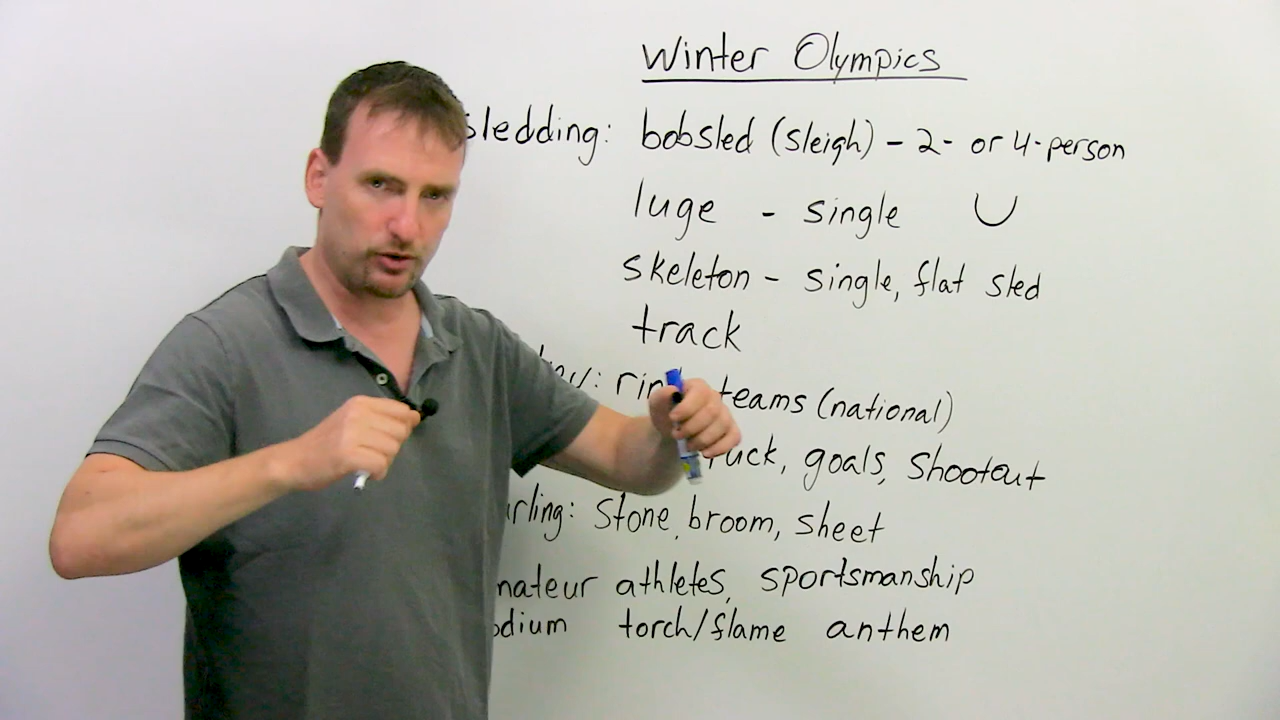 Winter Olympics
sledding: bobsled (sleigh) - 2- or 4-person
luge - single
skeleton - single, flat sled
track
teams (national)
goals, shootout
stone, broom, sheet
athletes, sportsmanship
torch/flame anthem